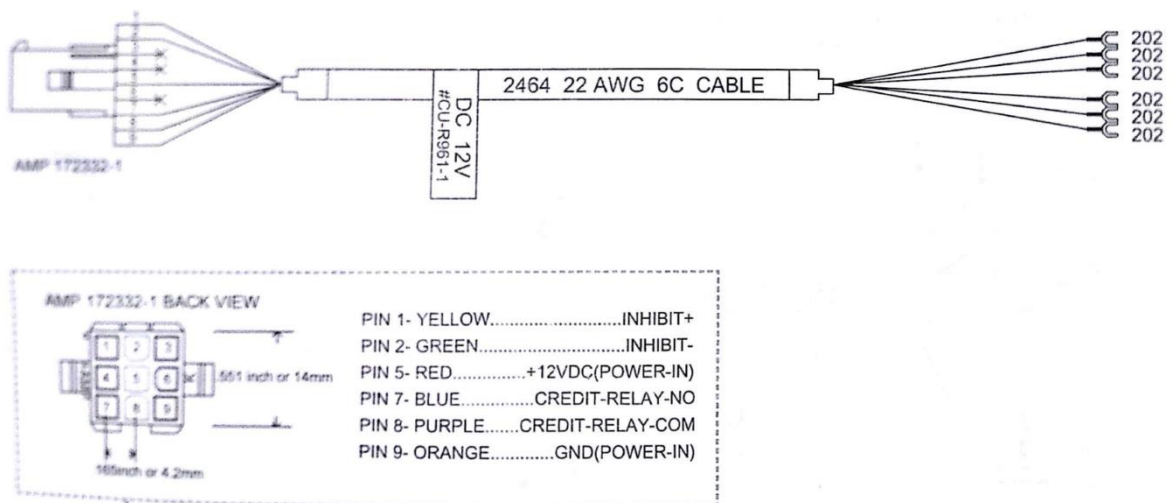 202
202
202
202
202
202
2464 22 AWG 6C CABLE
DC 12V
#CU-R961-1
AMP 172332-1
AMP 172332-1 BACK VIEW
1 2 3
4 5 6
7 8 9
.551 inch or 14mm
165inch or 4.2mm
PIN 1- YELLOW........................INHIBIT+
PIN 2- GREEN.........................INHIBIT-
PIN 5- RED..............+12VDC(POWER-IN)
PIN 7- BLUE..............CREDIT-RELAY-NO
PIN 8- PURPLE......CREDIT-RELAY-COM
PIN 9- ORANGE............GND(POWER-IN)